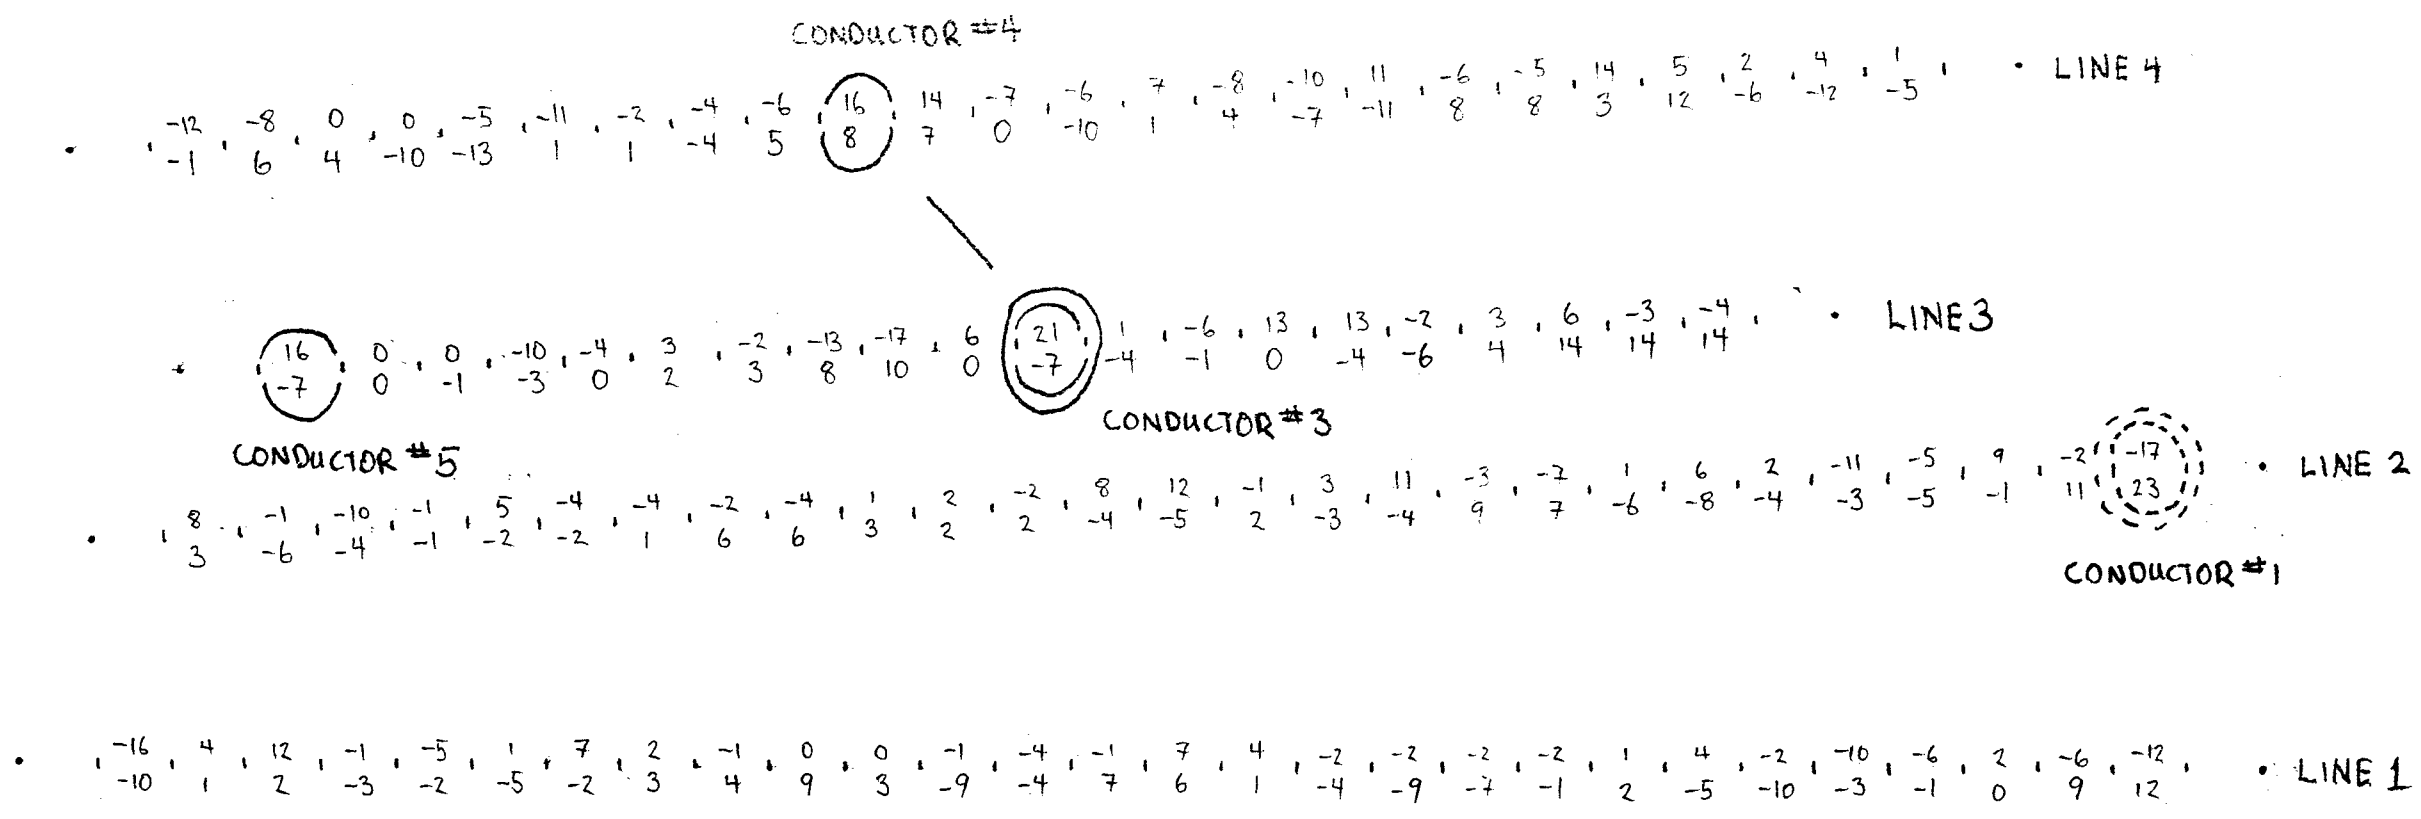 CONDUCTOR #4
-12 -8 0 0 -5 -11 -2 -4 -6 16 14 -7 -6 7 -8 -10 11 -6 -5 14 5 2 4 1 LINE 4
-1 6 4 -10 -13 1 1 -4 5 8 7 0 -10 1 4 -7 -11 8 8 3 12 -6 -12 -5
16 0 0 -10 -4 3 -2 -13 -17 6 21 1 -6 13 13 -2 3 6 -3 -4 LINE 3
-7 0 -1 -3 0 2 3 8 10 0 -7 -4 -1 0 -4 -6 4 14 14 14
CONDUCTOR #3
CONDUCTOR #5
8 -1 -10 -1 5 -4 -4 -2 -4 1 2 -2 8 12 -1 3 11 -3 -7 1 6 2 -11 -5 9 -2 -17 LINE 2
3 -6 -4 -1 -2 -2 1 6 6 3 2 2 -4 -5 2 -3 -4 9 7 -6 -8 -4 -3 -5 -1 11 23
CONDUCTOR #1
-16 4 12 -1 -5 1 7 2 -1 0 0 -1 -4 -1 7 4 -2 -2 -2 -2 1 4 -2 -10 -6 2 -6 -12 LINE 1
-10 1 2 -3 -2 -5 -2 3 4 9 3 -9 -4 7 6 1 -4 -9 -7 -1 2 -5 -10 -3 -1 0 9 12